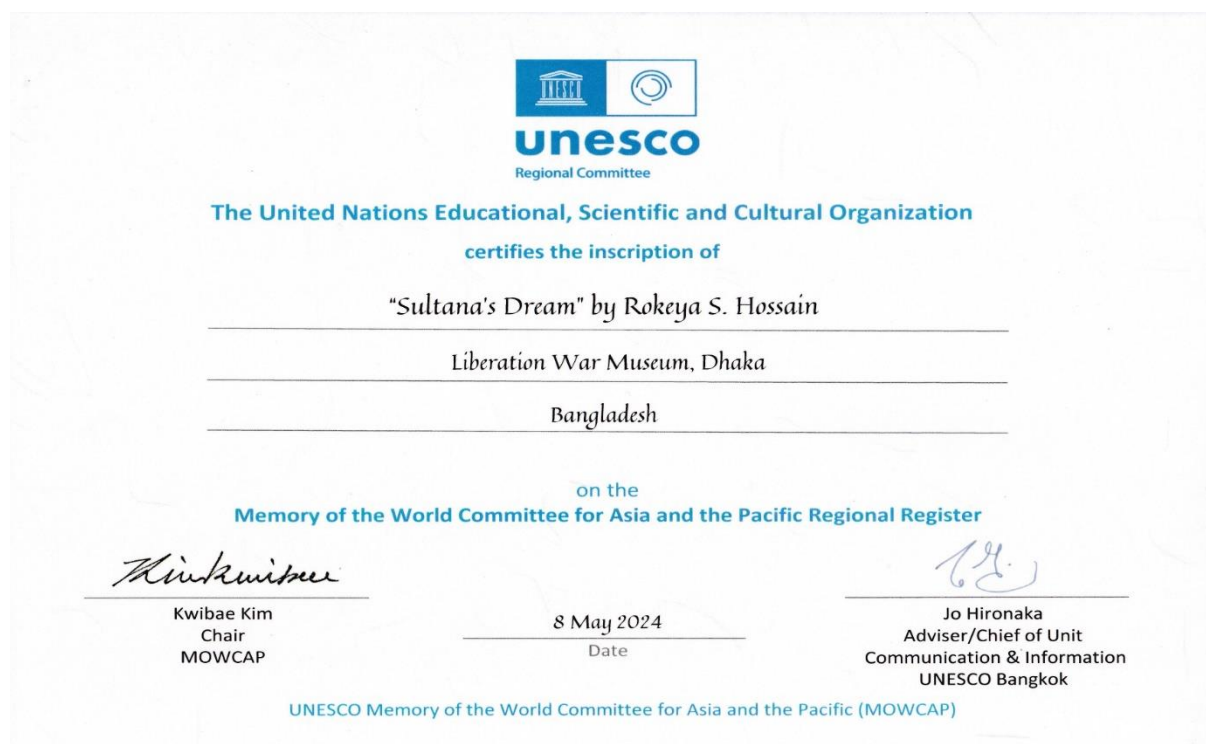 UNESCO
unesco
Regional Committee
The United Nations Educational, Scientific and Cultural Organization
certifies the inscription of
"Sultana's Dream" by Rokeya S. Hossain
Liberation War Museum, Dhaka
Bangladesh
on the
Memory of the World Committee for Asia and the Pacific Regional Register
Kwibae Kim
Chair
MOWCAP
8 May 2024
Date
Jo Hironaka
Adviser/Chief of Unit
Communication & Information
UNESCO Bangkok
UNESCO Memory of the World Committee for Asia and the Pacific (MOWCAP)